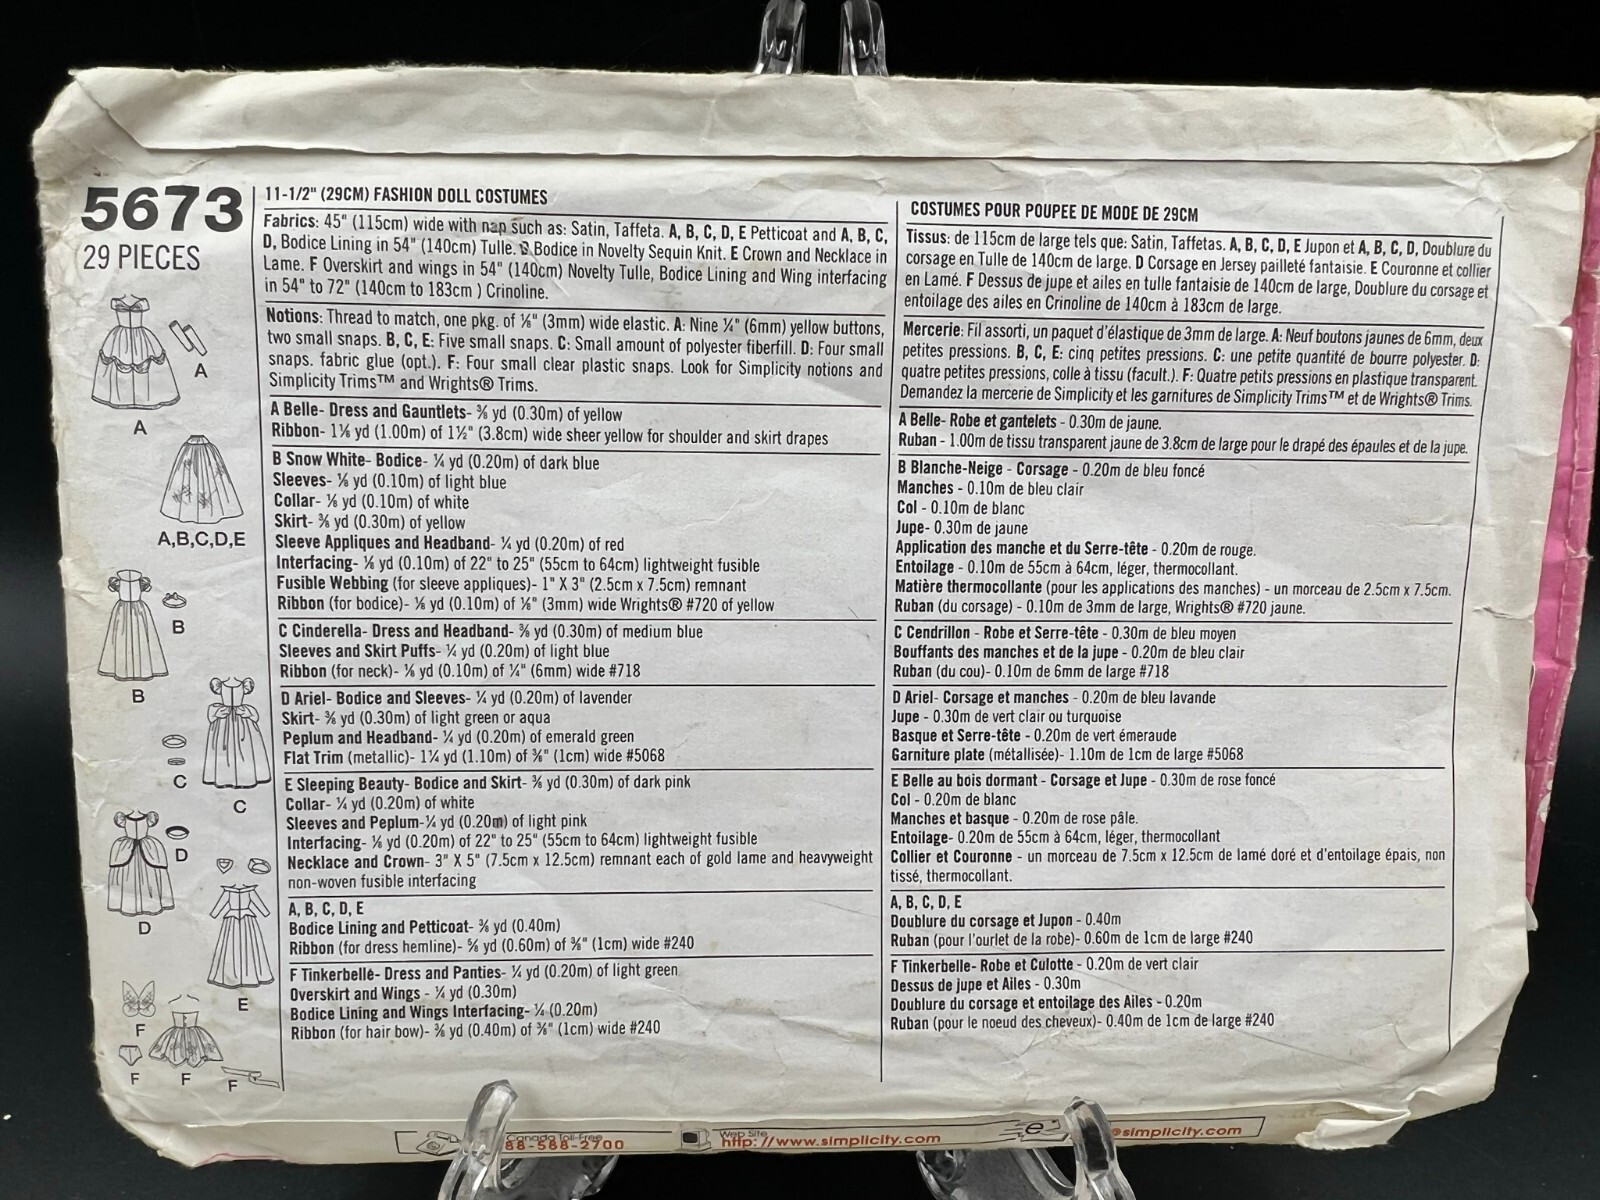 5673
29 PIECES
A
A
A,B,C,D,E
B
B
C
C
D
D
E
F
F
F
F
11-1/2" (29CM) FASHION DOLL COSTUMES
Fabrics: 45" (115cm) wide with nap such as: Satin, Taffeta. A, B, C, D, E Petticoat and A, B, C,
D, Bodice Lining in 54" (140cm) Tulle. Bodice in Novelty Sequin Knit. E Crown and Necklace in
Lame. F Overskirt and wings in 54" (140cm) Novelty Tulle, Bodice Lining and Wing interfacing
in 54" to 72" (140cm to 183cm ) Crinoline.
Notions: Thread to match, one pkg. of ⅛" (3mm) wide elastic. A: Nine ¼" (6mm) yellow buttons,
two small snaps. B, C, E: Five small snaps. C: Small amount of polyester fiberfill. D: Four small
snaps. fabric glue (opt.). F: Four small clear plastic snaps. Look for Simplicity notions and
Simplicity Trims™ and Wrights® Trims.
A Belle- Dress and Gauntlets- ⅜ yd (0.30m) of yellow
Ribbon- 1⅛ yd (1.00m) of 1½" (3.8cm) wide sheer yellow for shoulder and skirt drapes
B Snow White- Bodice- ¼ yd (0.20m) of dark blue
Sleeves- ⅛ yd (0.10m) of light blue
Collar- ⅛ yd (0.10m) of white
Skirt- ⅜ yd (0.30m) of yellow
Sleeve Appliques and Headband- ¼ yd (0.20m) of red
Interfacing- ⅛ yd (0.10m) of 22" to 25" (55cm to 64cm) lightweight fusible
Fusible Webbing (for sleeve appliques)- 1" X 3" (2.5cm x 7.5cm) remnant
Ribbon (for bodice)- ⅛ yd (0.10m) of ⅛" (3mm) wide Wrights® #720 of yellow
C Cinderella- Dress and Headband- ⅜ yd (0.30m) of medium blue
Sleeves and Skirt Puffs- ¼ yd (0.20m) of light blue
Ribbon (for neck)- ⅛ yd (0.10m) of ¼" (6mm) wide #718
D Ariel- Bodice and Sleeves- ¼ yd (0.20m) of lavender
Skirt- ⅜ yd (0.30m) of light green or aqua
Peplum and Headband- ¼ yd (0.20m) of emerald green
Flat Trim (metallic)- 1¼ yd (1.10m) of ⅜" (1cm) wide #5068
E Sleeping Beauty- Bodice and Skirt- ⅜ yd (0.30m) of dark pink
Collar- ¼ yd (0.20m) of white
Sleeves and Peplum-¼ yd (0.20m) of light pink
Interfacing- ⅛ yd (0.20m) of 22" to 25" (55cm to 64cm) lightweight fusible
Necklace and Crown- 3" X 5" (7.5cm x 12.5cm) remnant each of gold lame and heavyweight
non-woven fusible interfacing
A, B, C, D, E
Bodice Lining and Petticoat- ⅜ yd (0.40m)
Ribbon (for dress hemline)- ⅝ yd (0.60m) of ⅜" (1cm) wide #240
F Tinkerbelle- Dress and Panties- ¼ yd (0.20m) of light green
Overskirt and Wings - ¼ yd (0.30m)
Bodice Lining and Wings Interfacing- ¼ (0.20m)
Ribbon (for hair bow)- ⅜ yd (0.40m) of ⅜" (1cm) wide #240
COSTUMES POUR POUPEE DE MODE DE 29CM
Tissus: de 115cm de large tels que: Satin, Taffetas. A, B, C, D, E Jupon et A, B, C, D, Doublure du
corsage en Tulle de 140cm de large. D Corsage en Jersey pailleté fantaisie. E Couronne et collier
en Lamé. F Dessus de jupe et ailes en tulle fantaisie de 140cm de large, Doublure du corsage et
entoilage des ailes en Crinoline de 140cm à 183cm de large.
Mercerie: Fil assorti, un paquet d'élastique de 3mm de large. A: Neuf boutons jaunes de 6mm, deux
petites pressions. B, C, E: cinq petites pressions. C: une petite quantité de bourre polyester. D:
quatre petites pressions, colle à tissu (facult.). F: Quatre petits pressions en plastique transparent.
Demandez la mercerie de Simplicity et les garnitures de Simplicity Trims™ et de Wrights® Trims.
A Belle- Robe et gantelets - 0.30m de jaune.
Ruban - 1.00m de tissu transparent jaune de 3.8cm de large pour le drapé des épaules et de la jupe.
B Blanche-Neige - Corsage - 0.20m de bleu foncé
Manches - 0.10m de bleu clair
Col - 0.10m de blanc
Jupe- 0.30m de jaune
Application des manche et du Serre-tête - 0.20m de rouge.
Entoilage - 0.10m de 55cm à 64cm, léger, thermocollant.
Matière thermocollante (pour les applications des manches) - un morceau de 2.5cm x 7.5cm.
Ruban (du corsage) - 0.10m de 3mm de large, Wrights® #720 jaune.
C Cendrillon - Robe et Serre-tête - 0.30m de bleu moyen
Bouffants des manches et de la jupe - 0.20m de bleu clair
Ruban (du cou)- 0.10m de 6mm de large #718
D Ariel- Corsage et manches - 0.20m de bleu lavande
Jupe - 0.30m de vert clair ou turquoise
Basque et Serre-tête - 0.20m de vert émeraude
Garniture plate (métallisée)- 1.10m de 1cm de large #5068
E Belle au bois dormant - Corsage et Jupe - 0.30m de rose foncé
Col - 0.20m de blanc
Manches et basque - 0.20m de rose pâle.
Entoilage- 0.20m de 55cm à 64cm, léger, thermocollant
Collier et Couronne - un morceau de 7.5cm x 12.5cm de lamé doré et d'entoilage épais, non
tissé, thermocollant.
A, B, C, D, E
Doublure du corsage et Jupon - 0.40m
Ruban (pour l'ourlet de la robe)- 0.60m de 1cm de large #240
F Tinkerbelle- Robe et Culotte - 0.20m de vert clair
Dessus de jupe et Ailes - 0.30m
Doublure du corsage et entoilage des Ailes - 0.20m
Ruban (pour le noeud des cheveux)- 0.40m de 1cm de large #240
Canada Toll-Free
88-588-2700
Web Site
http://www.simplicity.com
@simplicity.com